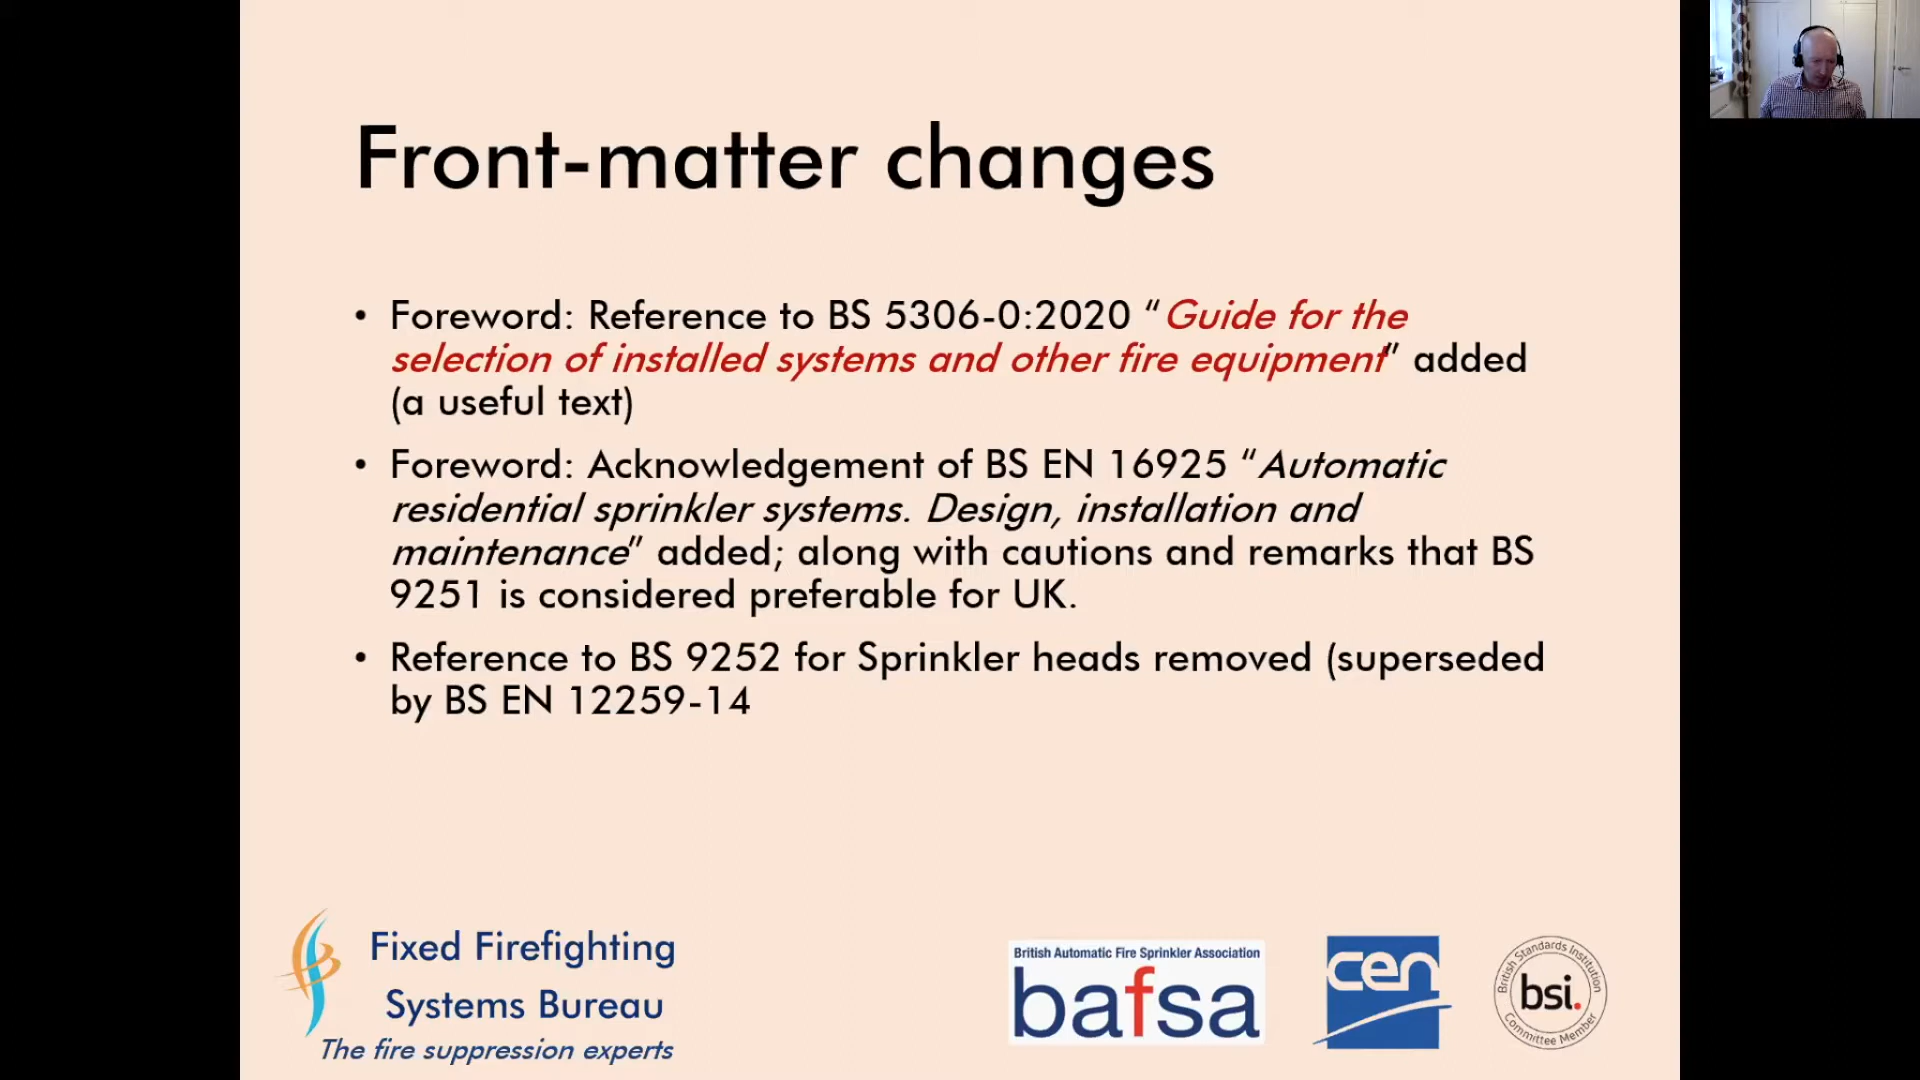 Front-matter changes
• Foreword: Reference to BS 5306-0:2020 “Guide for the
selection of installed systems and other fire equipment” added
(a useful text)
• Foreword: Acknowledgement of BS EN 16925 “Automatic
residential sprinkler systems. Design, installation and
maintenance” added; along with cautions and remarks that BS
9251 is considered preferable for UK.
• Reference to BS 9252 for Sprinkler heads removed (superseded
by BS EN 12259-14
Fixed Firefighting
Systems Bureau
The fire suppression experts
British Automatic Fire Sprinkler Association
bafsa
cen
British Standards Institution
bsi.
Committee Member